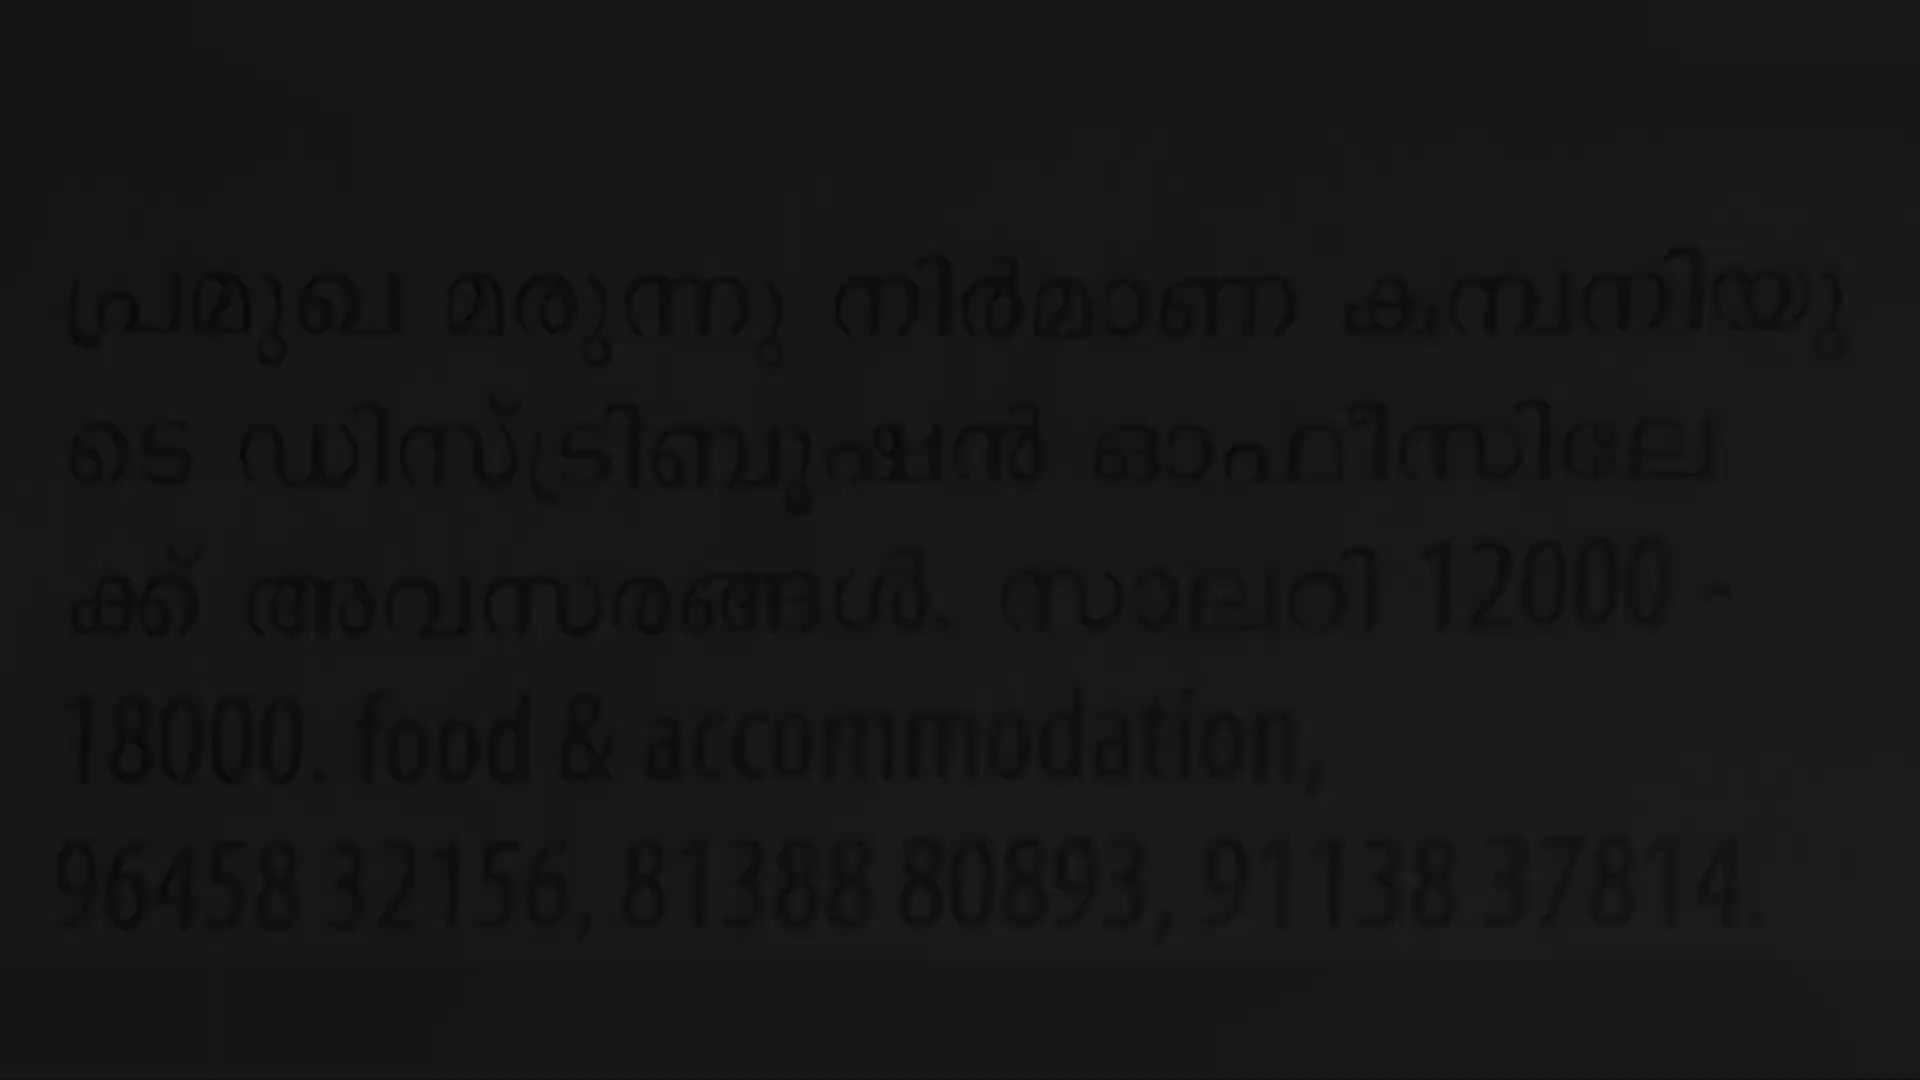 പ്രമുഖ മരുന്നു നിർമാണ കമ്പനിയു
ടെ ഡിസ്ട്രിബ്യുഷൻ ഓഫീസിലേ
ക്ക് അവസരങ്ങൾ. സാലറി 12000 -
18000. food & accommodation,
96458 32156, 81388 80893, 91138 37814.